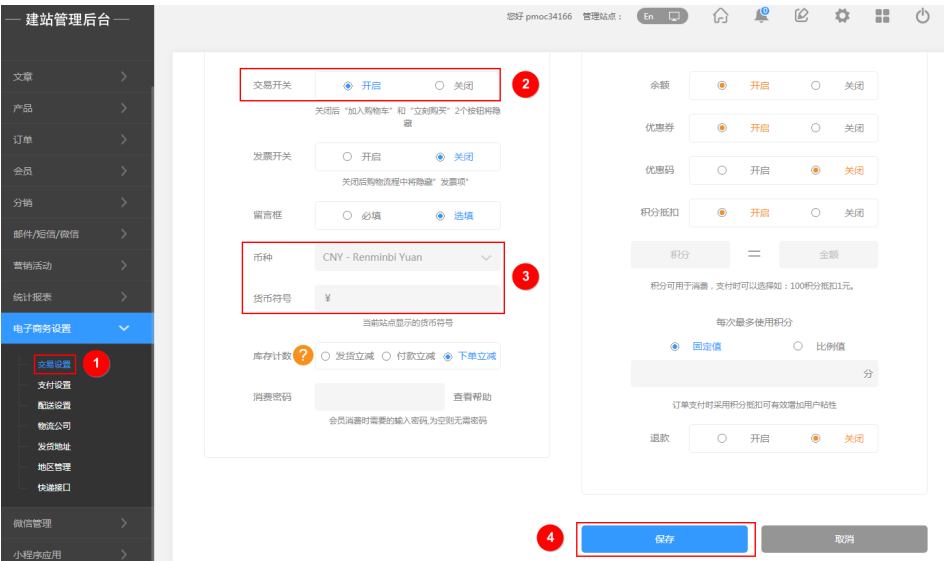 — 建站管理后台 —
您好 pmoc34166 管理站点： En
文章
产品
订单
会员
分销
邮件/短信/微信
营销活动
统计报表
电子商务设置
交易设置 1
支付设置
配送设置
物流公司
发货地址
地区管理
快递接口
微信管理
小程序应用
交易开关 开启 关闭 2
关闭后“加入购物车”和“立刻购买”2个按钮将隐
藏
发票开关 开启 关闭
关闭后购物流程中将隐藏”发票项”
留言框 必填 选填
币种 CNY - Renminbi Yuan
3
货币符号 ¥
当前站点显示的货币符号
库存计数 ? 发货立减 付款立减 下单立减
消费密码 查看帮助
会员消费时需要的输入密码,为空则无需密码
余额 开启 关闭
优惠券 开启 关闭
优惠码 开启 关闭
积分抵扣 开启 关闭
积分 = 金额
积分可用于消费，支付时可以选择如：100积分抵扣1元。
每次最多使用积分
固定值 比例值
分
订单支付时采用积分抵扣可有效增加用户粘性
退款 开启 关闭
4 保存 取消